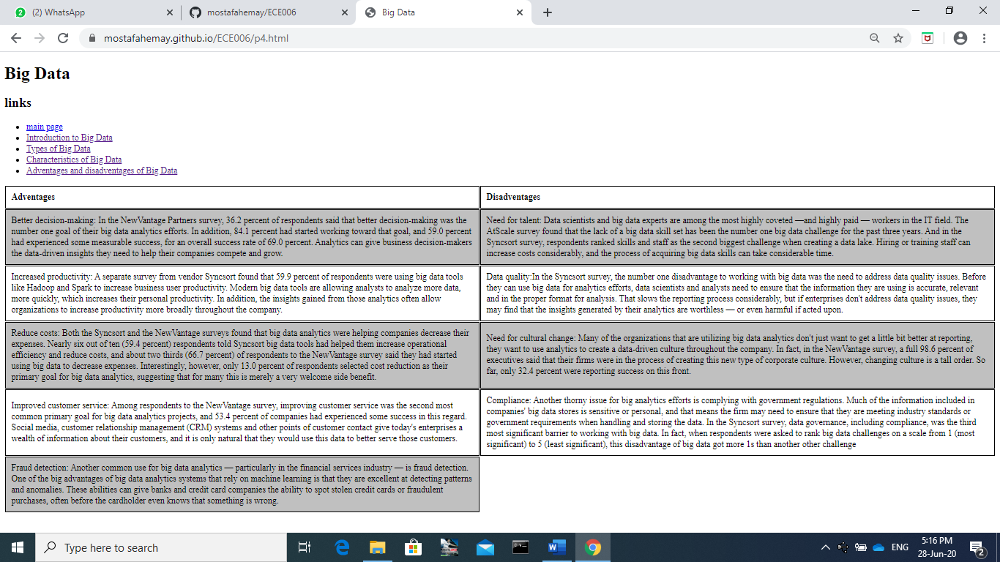 2
(2) WhatsApp
mostafahemay/ECE006
Big Data
mostafahemay.github.io/ECE006/p4.html
Big Data
links
main page
Introduction to Big Data
Types of Big Data
Characteristics of Big Data
Adventages and disadventages of Big Data
Adventages
Disadventages
Better decision-making: In the NewVantage Partners survey, 36.2 percent of respondents said that better decision-making was the
number one goal of their big data analytics efforts. In addition, 84.1 percent had started working toward that goal, and 59.0 percent
had experienced some measurable success, for an overall success rate of 69.0 percent. Analytics can give business decision-makers
the data-driven insights they need to help their companies compete and grow.
Need for talent: Data scientists and big data experts are among the most highly coveted —and highly paid — workers in the IT field. The
AtScale survey found that the lack of a big data skill set has been the number one big data challenge for the past three years. And in the
Syncsort survey, respondents ranked skills and staff as the second biggest challenge when creating a data lake. Hiring or training staff can
increase costs considerably, and the process of acquiring big data skills can take considerable time.
Increased productivity: A separate survey from vendor Syncsort found that 59.9 percent of respondents were using big data tools
like Hadoop and Spark to increase business user productivity. Modern big data tools are allowing analysts to analyze more data,
more quickly, which increases their personal productivity. In addition, the insights gained from those analytics often allow
organizations to increase productivity more broadly throughout the company.
Data quality:In the Syncsort survey, the number one disadvantage to working with big data was the need to address data quality issues. Before
they can use big data for analytics efforts, data scientists and analysts need to ensure that the information they are using is accurate, relevant
and in the proper format for analysis. That slows the reporting process considerably, but if enterprises don't address data quality issues, they
may find that the insights generated by their analytics are worthless — or even harmful if acted upon.
Reduce costs: Both the Syncsort and the NewVantage surveys found that big data analytics were helping companies decrease their
expenses. Nearly six out of ten (59.4 percent) respondents told Syncsort big data tools had helped them increase operational
efficiency and reduce costs, and about two thirds (66.7 percent) of respondents to the NewVantage survey said they had started
using big data to decrease expenses. Interestingly, however, only 13.0 percent of respondents selected cost reduction as their
primary goal for big data analytics, suggesting that for many this is merely a very welcome side benefit.
Need for cultural change: Many of the organizations that are utilizing big data analytics don't just want to get a little bit better at reporting,
they want to use analytics to create a data-driven culture throughout the company. In fact, in the NewVantage survey, a full 98.6 percent of
executives said that their firms were in the process of creating this new type of corporate culture. However, changing culture is a tall order. So
far, only 32.4 percent were reporting success on this front.
Improved customer service: Among respondents to the NewVantage survey, improving customer service was the second most
common primary goal for big data analytics projects, and 53.4 percent of companies had experienced some success in this regard.
Social media, customer relationship management (CRM) systems and other points of customer contact give today's enterprises a
wealth of information about their customers, and it is only natural that they would use this data to better serve those customers.
Compliance: Another thorny issue for big analytics efforts is complying with government regulations. Much of the information included in
companies' big data stores is sensitive or personal, and that means the firm may need to ensure that they are meeting industry standards or
government requirements when handling and storing the data. In the Syncsort survey, data governance, including compliance, was the third
most significant barrier to working with big data. In fact, when respondents were asked to rank big data challenges on a scale from 1 (most
significant) to 5 (least significant), this disadvantage of big data got more 1s than another other challenge
Fraud detection: Another common use for big data analytics — particularly in the financial services industry — is fraud detection.
One of the big advantages of big data analytics systems that rely on machine learning is that they are excellent at detecting patterns
and anomalies. These abilities can give banks and credit card companies the ability to spot stolen credit cards or fraudulent
purchases, often before the cardholder even knows that something is wrong.
Type here to search
ENG
5:16 PM
28-Jun-20
2